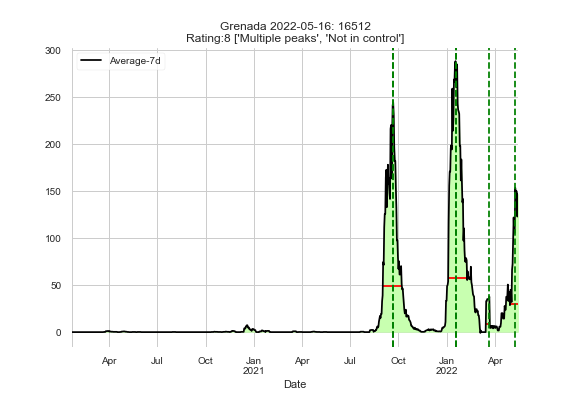 Grenada 2022-05-16: 16512
Rating:8 ['Multiple peaks', 'Not in control']
300
Average-7d
250
200
150
100
50
0
Apr Jul Oct Jan Apr Jul Oct Jan Apr
2021 2022
Date